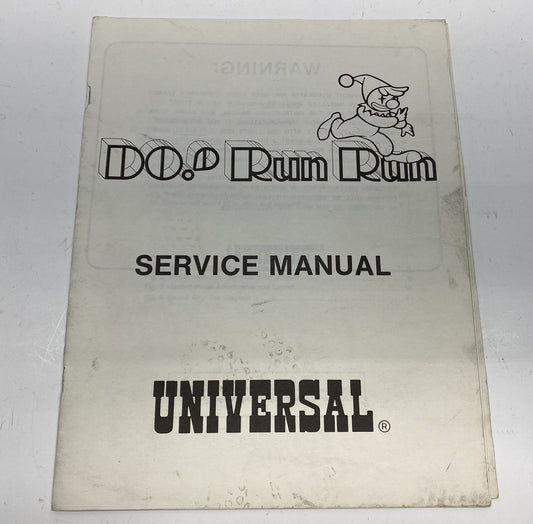 WARNING:
DO! Run Run
SERVICE MANUAL
UNIVERSAL ®